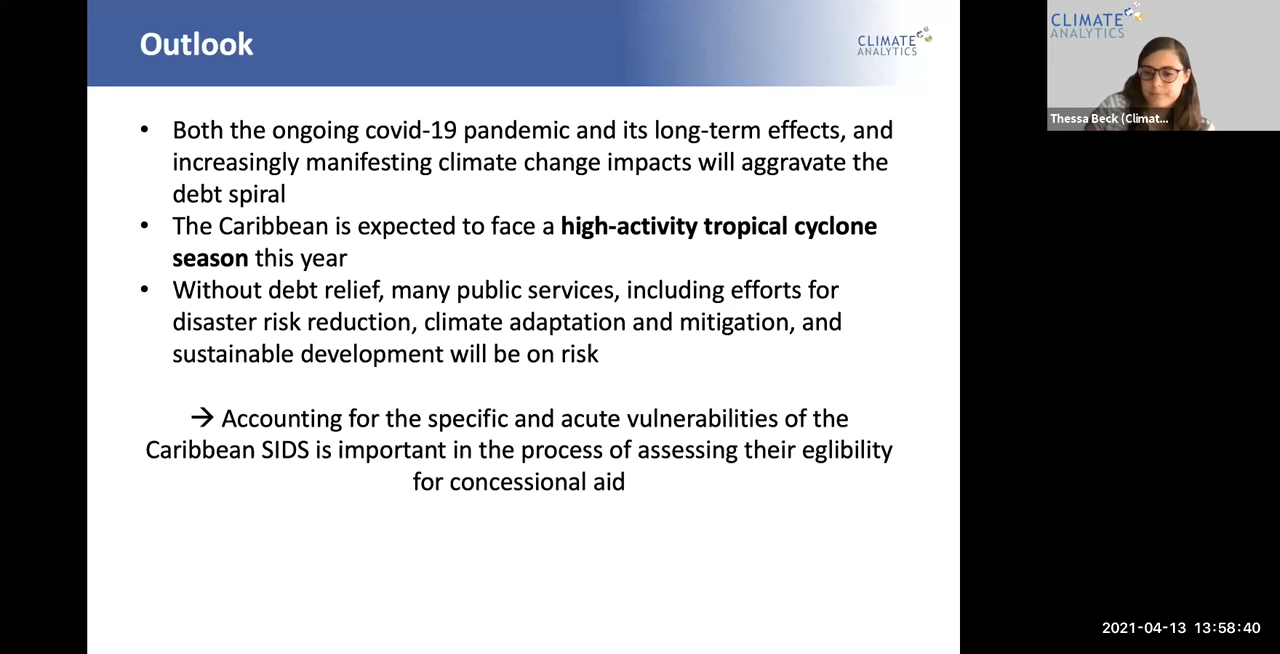 Outlook
CLIMATE
ANALYTICS
• Both the ongoing covid-19 pandemic and its long-term effects, and
increasingly manifesting climate change impacts will aggravate the
debt spiral
• The Caribbean is expected to face a high-activity tropical cyclone
season this year
• Without debt relief, many public services, including efforts for
disaster risk reduction, climate adaptation and mitigation, and
sustainable development will be on risk
→ Accounting for the specific and acute vulnerabilities of the
Caribbean SIDS is important in the process of assessing their eglibility
for concessional aid
CLIMATE
ANALYTICS
Thessa Beck (Climat...
2021-04-13 13:58:40